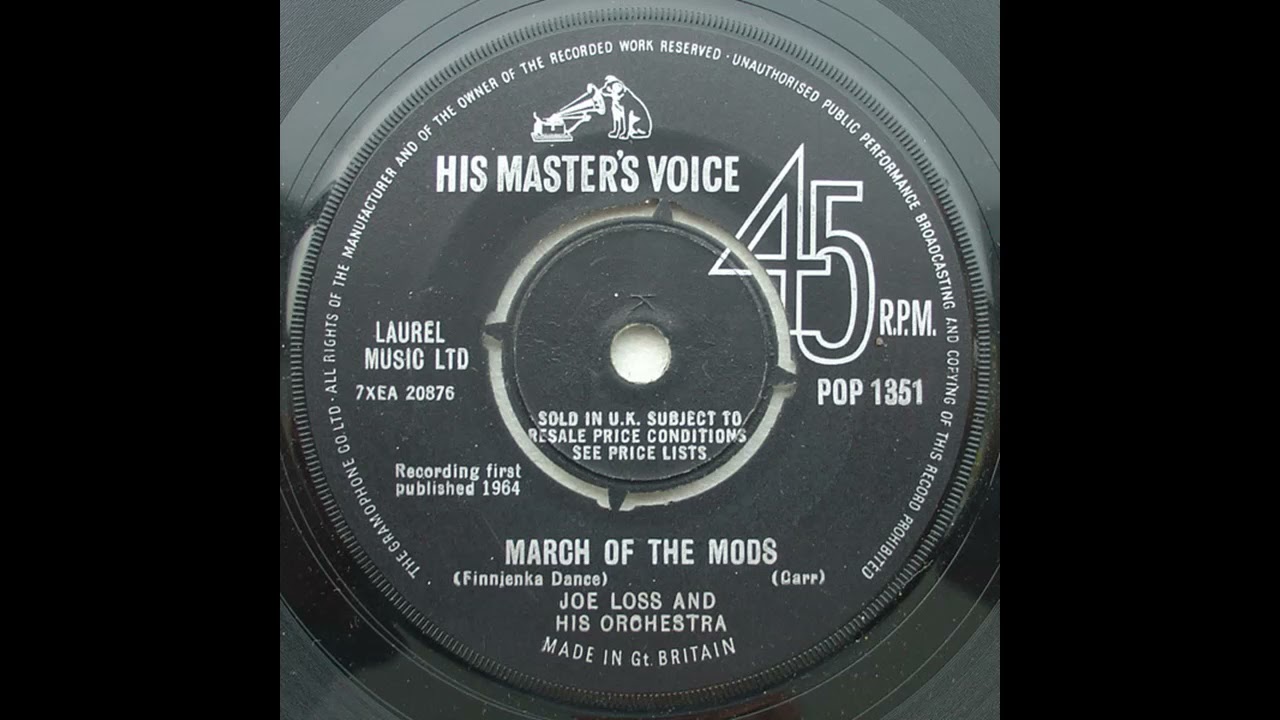 THE GRAMOPHONE CO. LTD · ALL RIGHTS OF THE MANUFACTURER AND OF THE OWNER OF THE RECORDED WORK RESERVED · UNAUTHORISED PUBLIC PERFORMANCE BROADCASTING AND COPYING OF THIS RECORD PROHIBITED
HIS MASTER'S VOICE
45
R.P.M.
LAUREL
MUSIC LTD
7XEA 20876
POP 1351
K
SOLD IN U.K. SUBJECT TO
RESALE PRICE CONDITIONS
SEE PRICE LISTS
Recording first
published 1964
MARCH OF THE MODS
(Finnjenka Dance) (Carr)
JOE LOSS AND
HIS ORCHESTRA
MADE IN Gt. BRITAIN